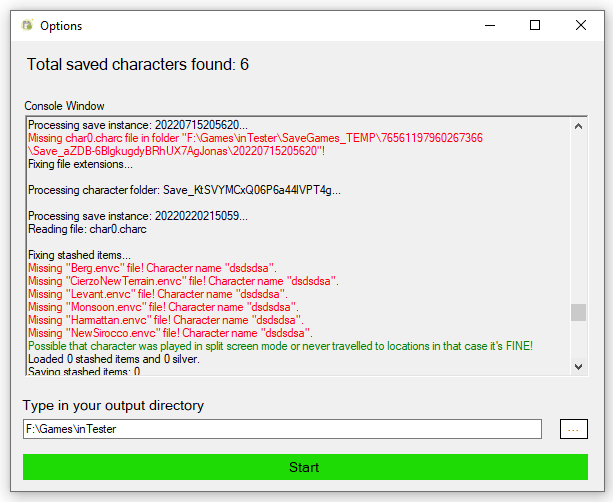 Options
Total saved characters found: 6
Console Window
Processing save instance: 20220715205620...
Missing char0.charc file in folder "F:\Games\inTester\SaveGames_TEMP\76561197960267366
\Save_aZDB-6BlgkugdyBRhUX7AgJonas\20220715205620"!
Fixing file extensions...
Processing character folder: Save_KtSVYMCxQ06P6a44lVPT4g...
Processing save instance: 20220220215059...
Reading file: char0.charc
Fixing stashed items...
Missing "Berg.envc" file! Character name "dsdsdsa".
Missing "CierzoNewTerrain.envc" file! Character name "dsdsdsa".
Missing "Levant.envc" file! Character name "dsdsdsa".
Missing "Monsoon.envc" file! Character name "dsdsdsa".
Missing "Harmattan.envc" file! Character name "dsdsdsa".
Missing "NewSirocco.envc" file! Character name "dsdsdsa".
Possible that character was played in split screen mode or never travelled to locations in that case it's FINE!
Loaded 0 stashed items and 0 silver.
Saving stashed items: 0
Type in your output directory
F:\Games\inTester
...
Start